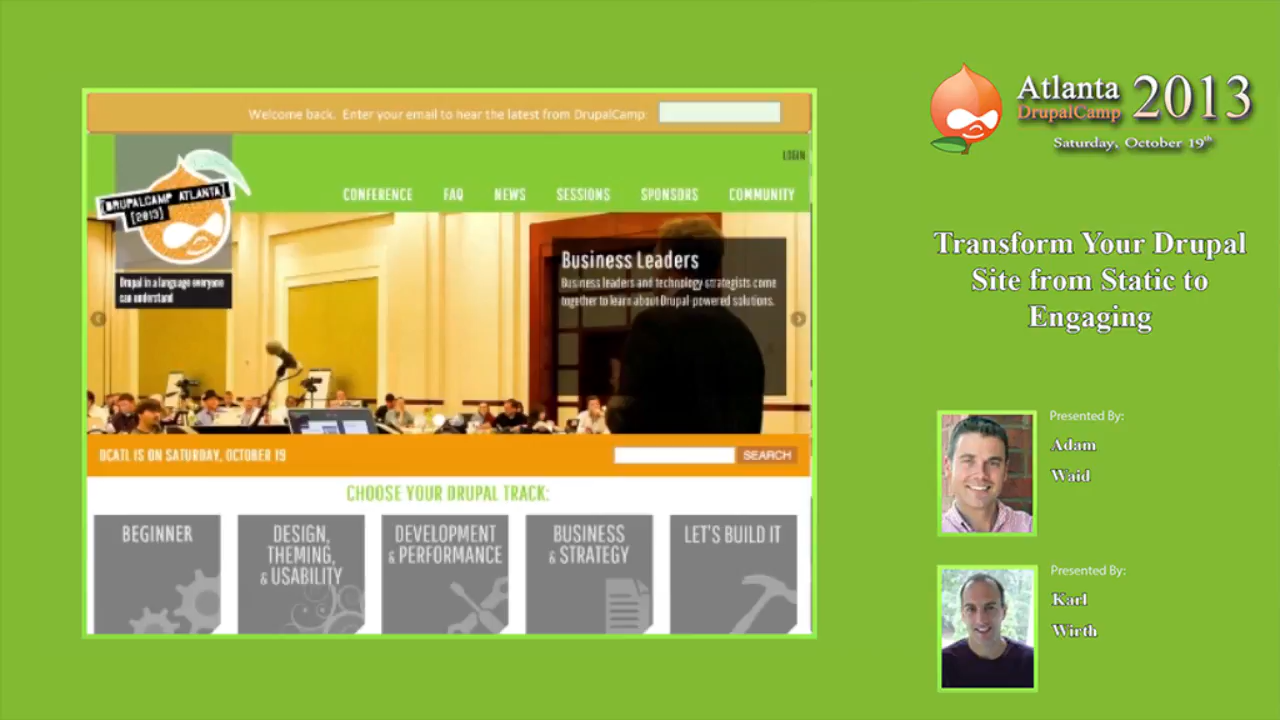 Welcome back. Enter your email to hear the latest from DrupalCamp:
LOGIN
[DRUPALCAMP ATLANTA]
[2013]
CONFERENCE FAQ NEWS SESSIONS SPONSORS COMMUNITY
Drupal in a language everyone
can understand
Business Leaders
Business leaders and technology strategists come
together to learn about Drupal-powered solutions.
DCATL IS ON SATURDAY, OCTOBER 19
SEARCH
CHOOSE YOUR DRUPAL TRACK:
BEGINNER
DESIGN,
THEMING,
& USABILITY
DEVELOPMENT
& PERFORMANCE
BUSINESS
& STRATEGY
LET'S BUILD IT
Atlanta 2013
DrupalCamp
Saturday, October 19th
Transform Your Drupal
Site from Static to
Engaging
Presented By:
Adam
Waid
Presented By:
Karl
Wirth